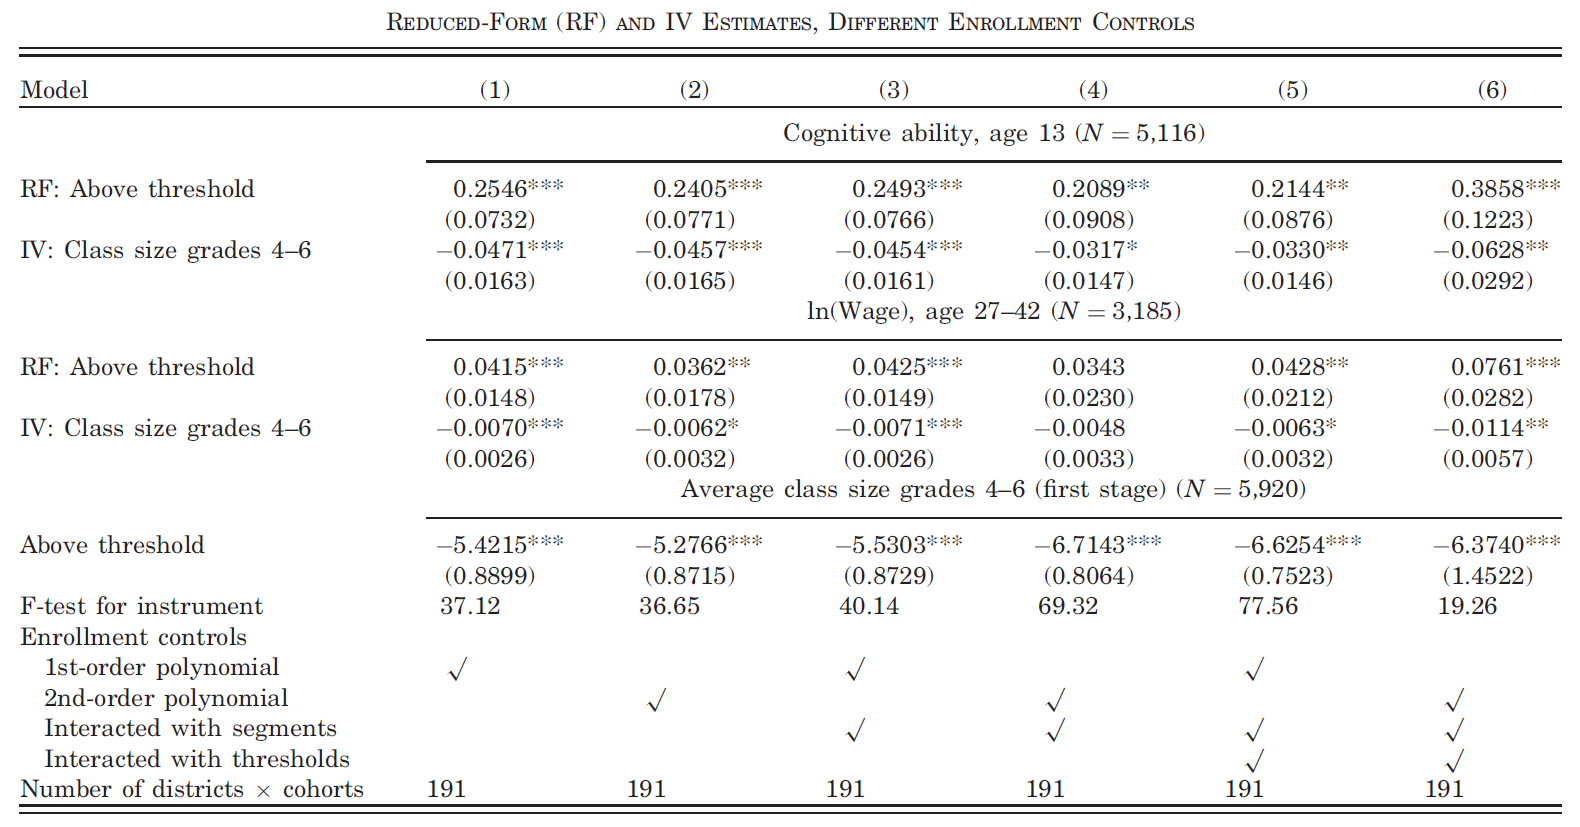 REDUCED-FORM (RF) AND IV ESTIMATES, DIFFERENT ENROLLMENT CONTROLS
Model (1) (2) (3) (4) (5) (6)
Cognitive ability, age 13 (N = 5,116)
RF: Above threshold 0.2546*** 0.2405*** 0.2493*** 0.2089** 0.2144** 0.3858***
(0.0732) (0.0771) (0.0766) (0.0908) (0.0876) (0.1223)
IV: Class size grades 4–6 −0.0471*** −0.0457*** −0.0454*** −0.0317* −0.0330** −0.0628**
(0.0163) (0.0165) (0.0161) (0.0147) (0.0146) (0.0292)
ln(Wage), age 27–42 (N = 3,185)
RF: Above threshold 0.0415*** 0.0362** 0.0425*** 0.0343 0.0428** 0.0761***
(0.0148) (0.0178) (0.0149) (0.0230) (0.0212) (0.0282)
IV: Class size grades 4–6 −0.0070*** −0.0062* −0.0071*** −0.0048 −0.0063* −0.0114**
(0.0026) (0.0032) (0.0026) (0.0033) (0.0032) (0.0057)
Average class size grades 4–6 (first stage) (N = 5,920)
Above threshold −5.4215*** −5.2766*** −5.5303*** −6.7143*** −6.6254*** −6.3740***
(0.8899) (0.8715) (0.8729) (0.8064) (0.7523) (1.4522)
F-test for instrument 37.12 36.65 40.14 69.32 77.56 19.26
Enrollment controls
1st-order polynomial √ √ √
2nd-order polynomial √ √ √
Interacted with segments √ √ √ √
Interacted with thresholds √ √
Number of districts × cohorts 191 191 191 191 191 191